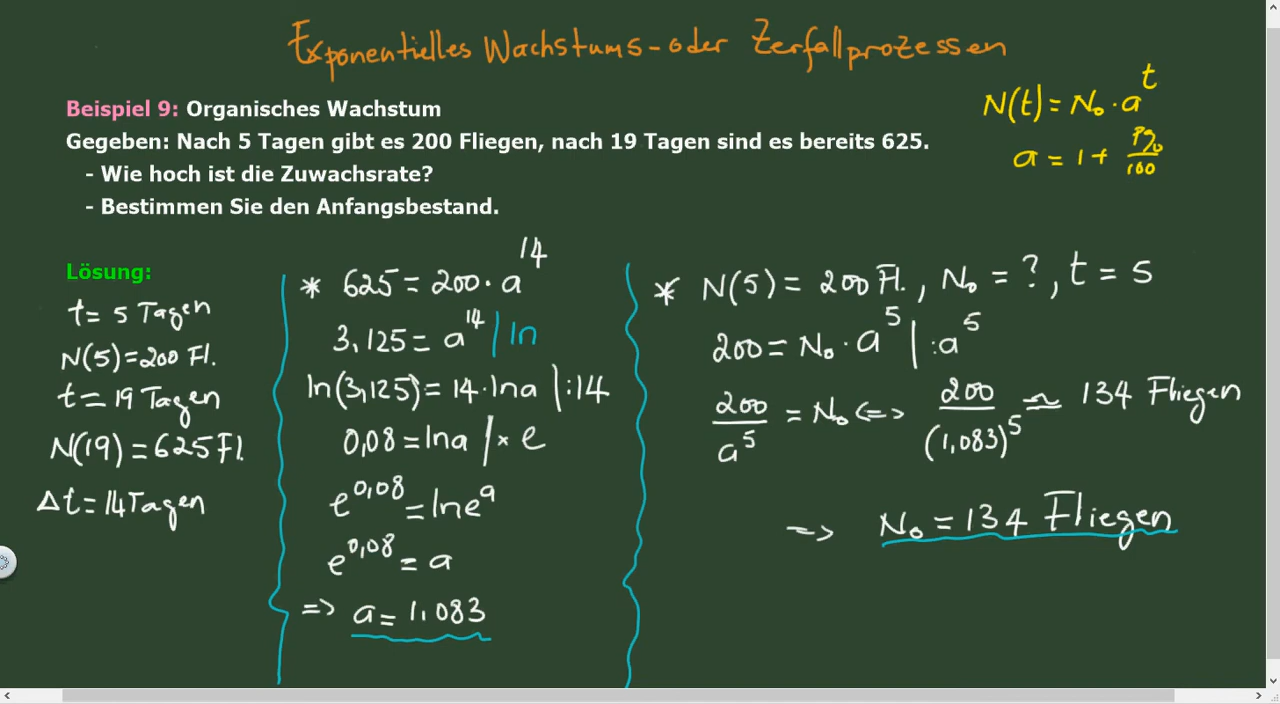 Exponentielles Wachstums- oder Zerfallprozessen
N(t) = N₀ · a^t
a = 1 + P%/100
Beispiel 9: Organisches Wachstum
Gegeben: Nach 5 Tagen gibt es 200 Fliegen, nach 19 Tagen sind es bereits 625.
- Wie hoch ist die Zuwachsrate?
- Bestimmen Sie den Anfangsbestand.
Lösung:
t = 5 Tagen
N(5) = 200 Fl.
t = 19 Tagen
N(19) = 625 Fl.
Δt = 14 Tagen
* 625 = 200 · a^14
3,125 = a^14 | ln
ln(3,125) = 14 · ln a |:14
0,08 = ln a | × e
e^0,08 = ln e^a
e^0,08 = a
=> a = 1,083
* N(5) = 200 Fl., N₀ = ?, t = 5
200 = N₀ · a^5 | :a^5
200/a^5 = N₀ <=> 200/(1,083)^5 ≃ 134 Fliegen
=> N₀ = 134 Fliegen